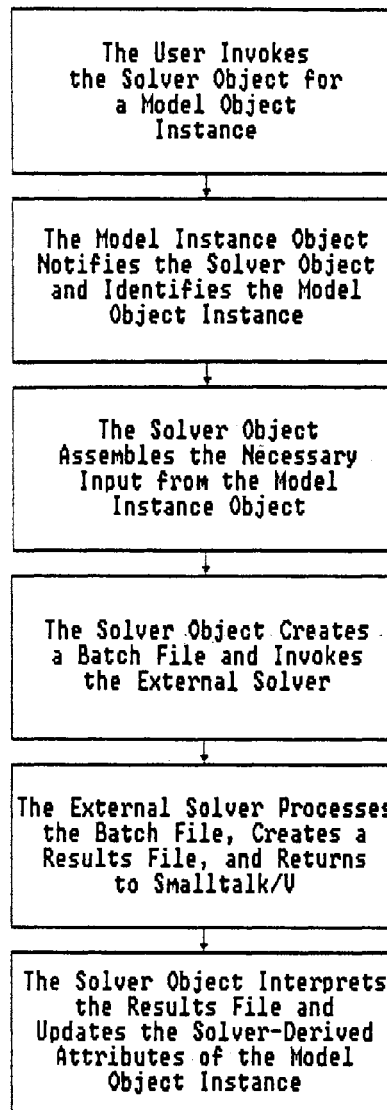 The User Invokes
the Solver Object for
a Model Object
Instance
The Model Instance Object
Notifies the Solver Object
and Identifies the Model
Object Instance
The Solver Object
Assembles the Necessary
Input from the Model
Instance Object
The Solver Object Creates
a Batch File and Invokes
the External Solver
The External Solver Processes
the Batch File, Creates a
Results File, and Returns
to Smalltalk/V
The Solver Object Interprets
the Results File and
Updates the Solver-Derived
Attributes of the Model
Object Instance